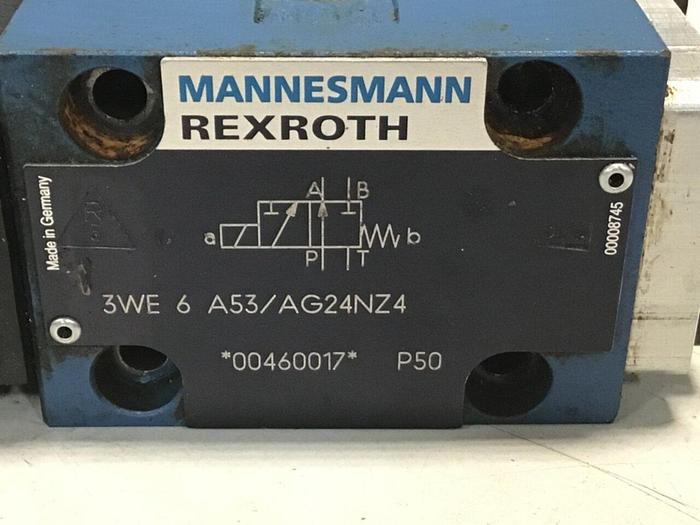 MANNESMANN
REXROTH
Made in Germany
00008745
A B
a b
P T
3WE 6 A53/AG24NZ4
*00460017* P50